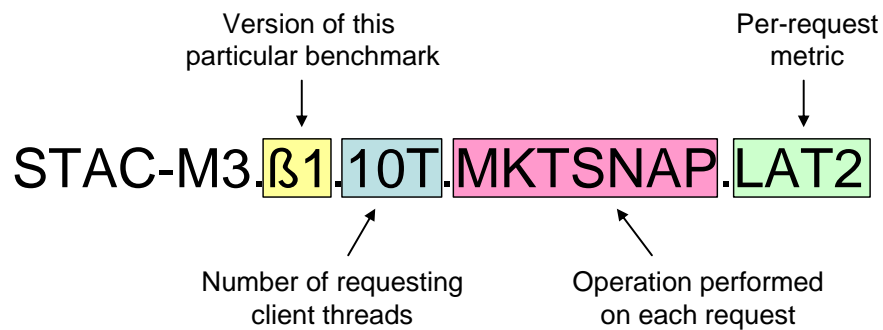 Version of this
particular benchmark
Per-request
metric
STAC-M3.ß1.10T.MKTSNAP.LAT2
Number of requesting
client threads
Operation performed
on each request